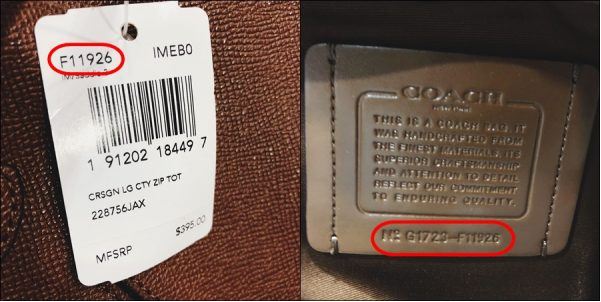 F11926 IMEB0
1 91202 18449 7
CRSGN LG CTY ZIP TOT
228756JAX
$395.00
MFSRP
COACH
THIS IS A COACH BAG. IT
WAS HANDCRAFTED FROM
THE FINEST MATERIALS. ITS
SUPERIOR CRAFTSMANSHIP
AND ATTENTION TO DETAIL
REFLECT OUR COMMITMENT
TO ENDURING QUALITY.
Nº G1723-F11926